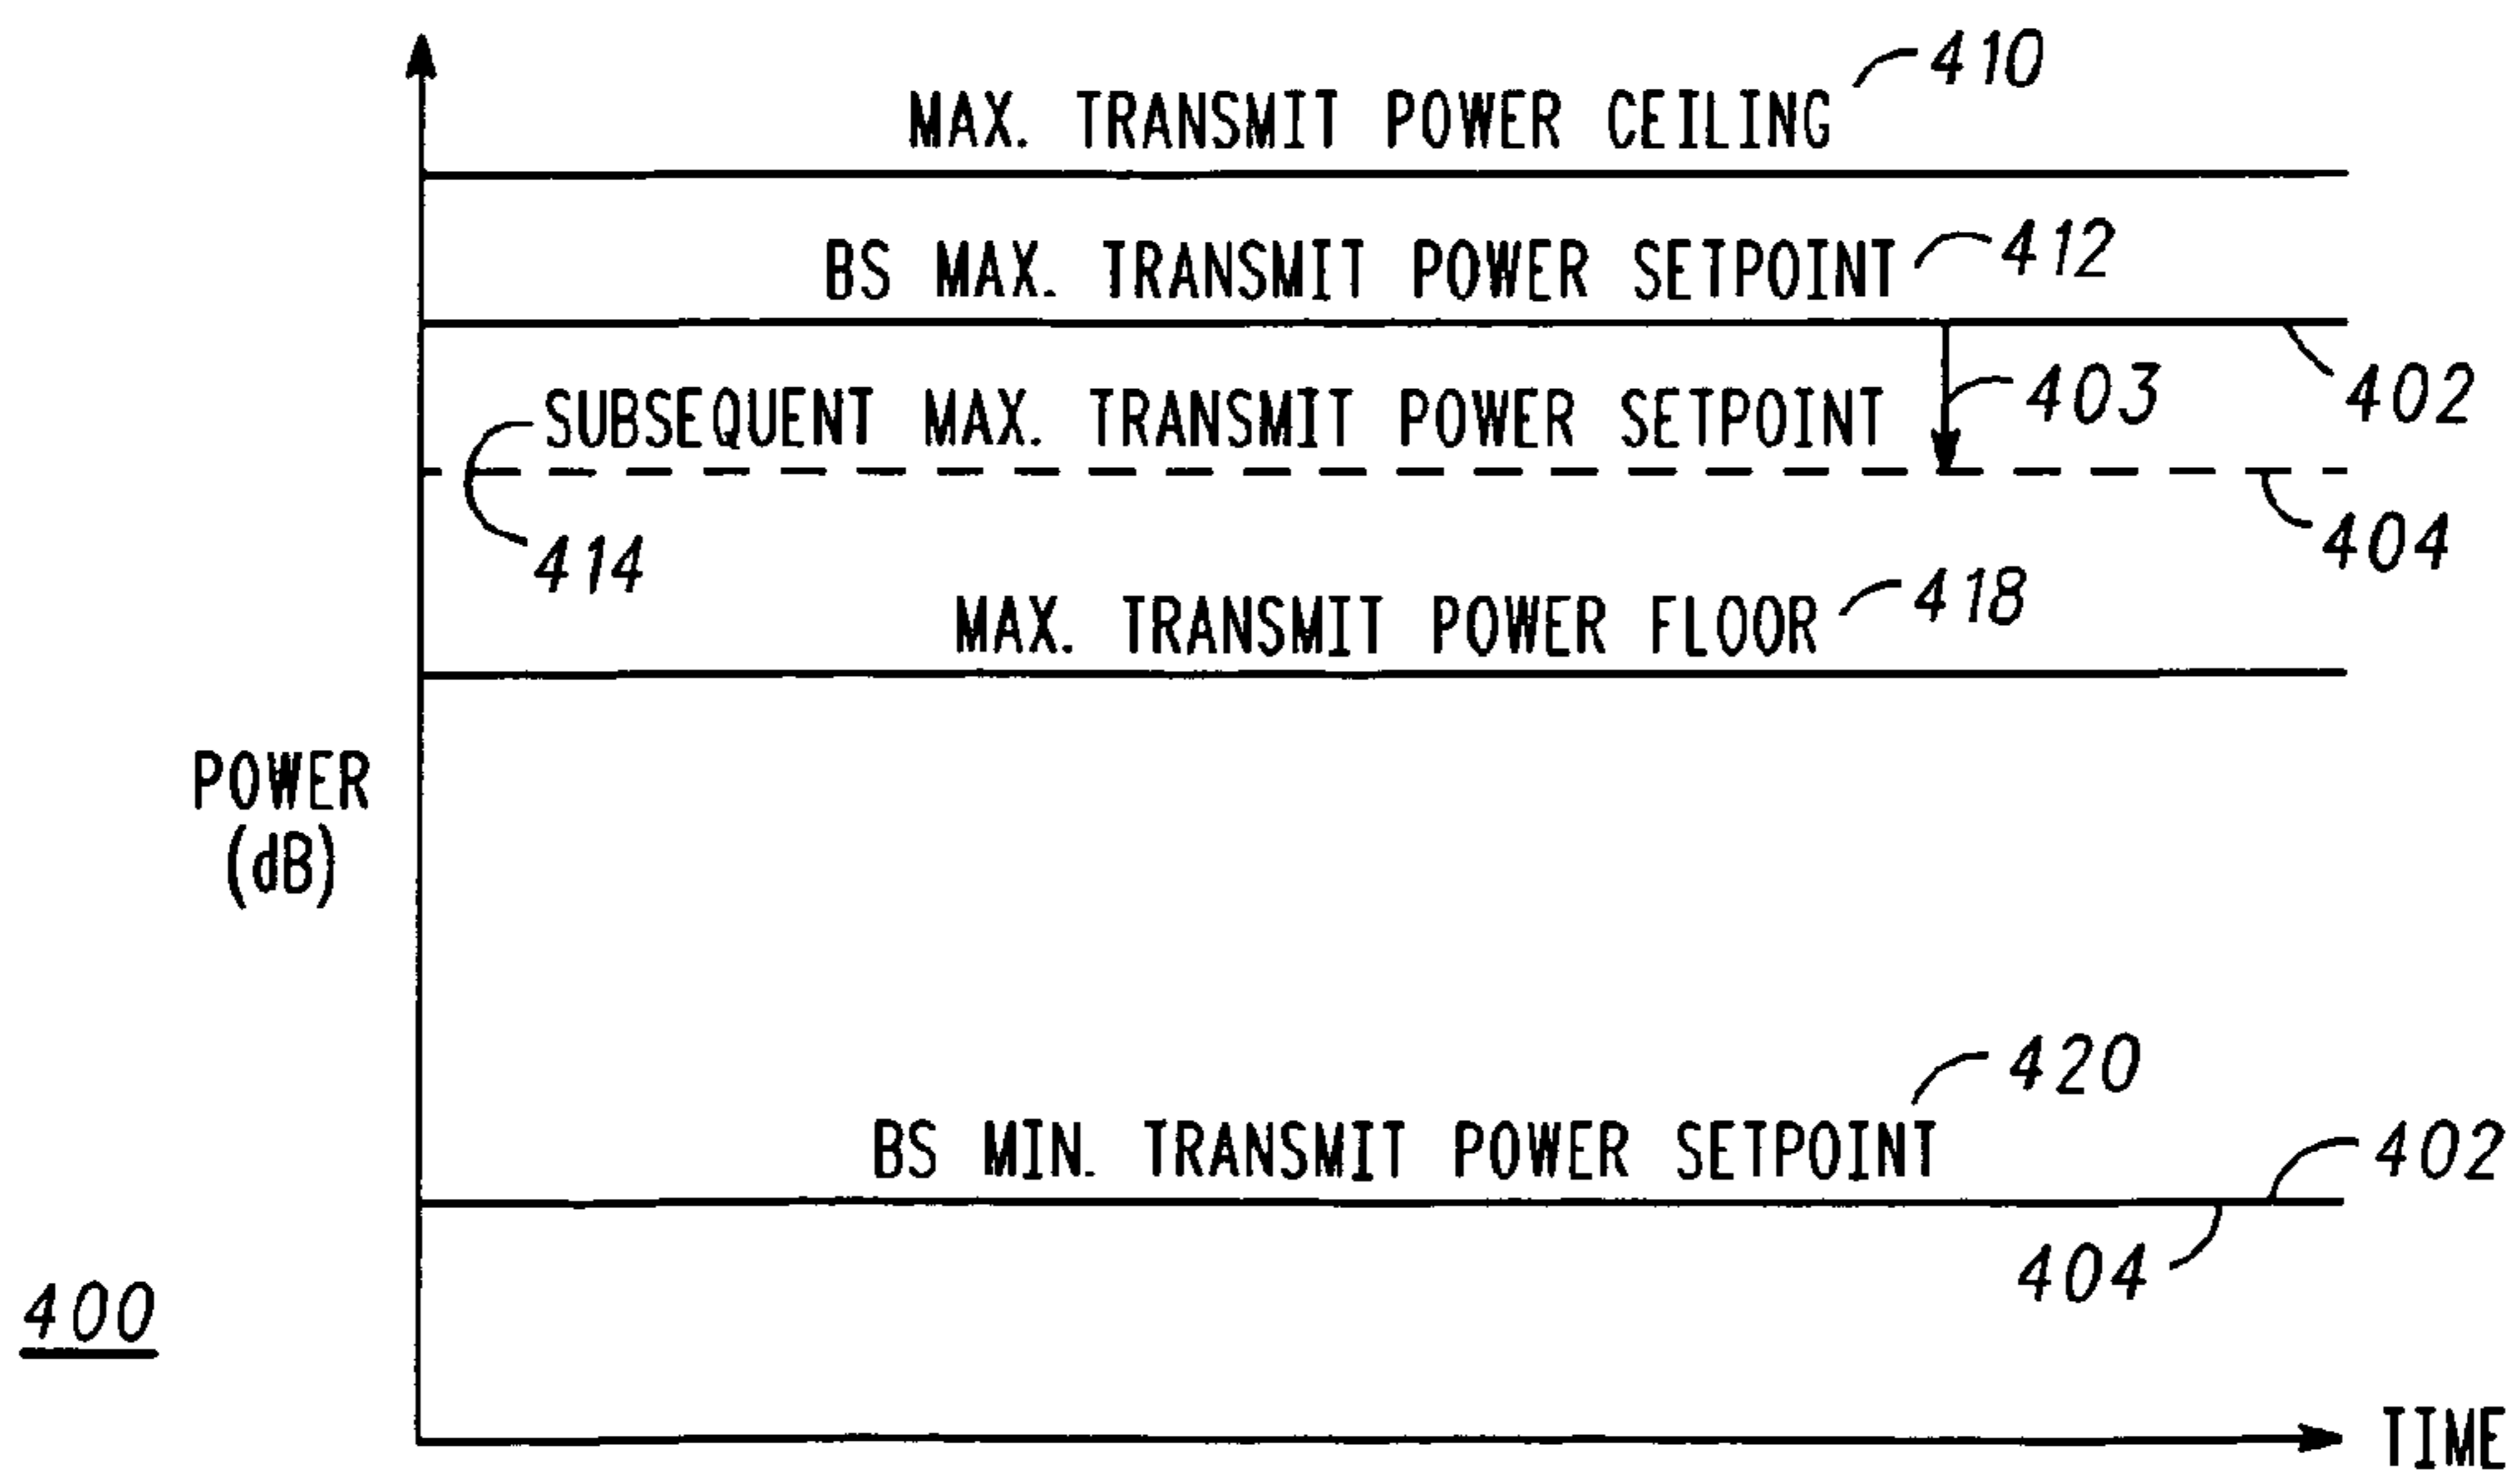 MAX. TRANSMIT POWER CEILING 410
BS MAX. TRANSMIT POWER SETPOINT 412
402
SUBSEQUENT MAX. TRANSMIT POWER SETPOINT 403
414
404
MAX. TRANSMIT POWER FLOOR 418
POWER
(dB)
BS MIN. TRANSMIT POWER SETPOINT 420
402
404
400
TIME